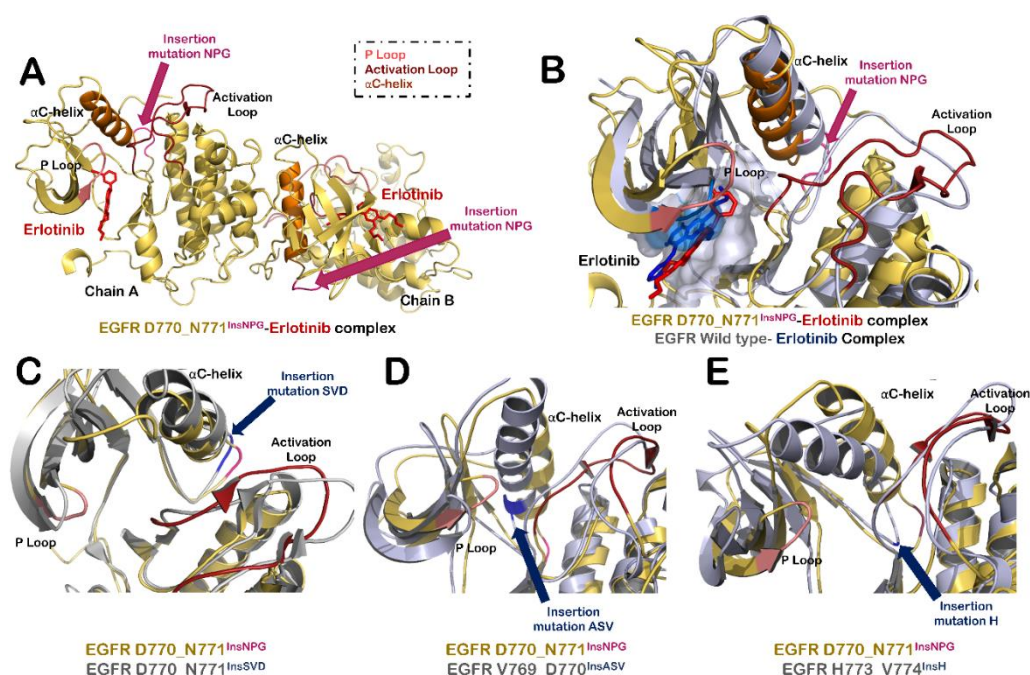 A
Insertion
mutation NPG
P Loop
Activation Loop
αC-helix
αC-helix
Activation
Loop
P Loop
αC-helix
Erlotinib
Erlotinib
Insertion
mutation NPG
Chain A
Chain B
EGFR D770_N771InsNPG-Erlotinib complex
B
αC-helix
Insertion
mutation NPG
Activation
Loop
P Loop
Erlotinib
EGFR D770_N771InsNPG-Erlotinib complex
EGFR Wild type- Erlotinib Complex
C
αC-helix
Insertion
mutation SVD
Activation
Loop
P Loop
EGFR D770_N771InsNPG
EGFR D770_N771InsSVD
D
αC-helix
Activation
Loop
P Loop
Insertion
mutation ASV
EGFR D770_N771InsNPG
EGFR V769_D770InsASV
E
αC-helix
Activation
Loop
P Loop
Insertion
mutation H
EGFR D770_N771InsNPG
EGFR H773_V774InsH